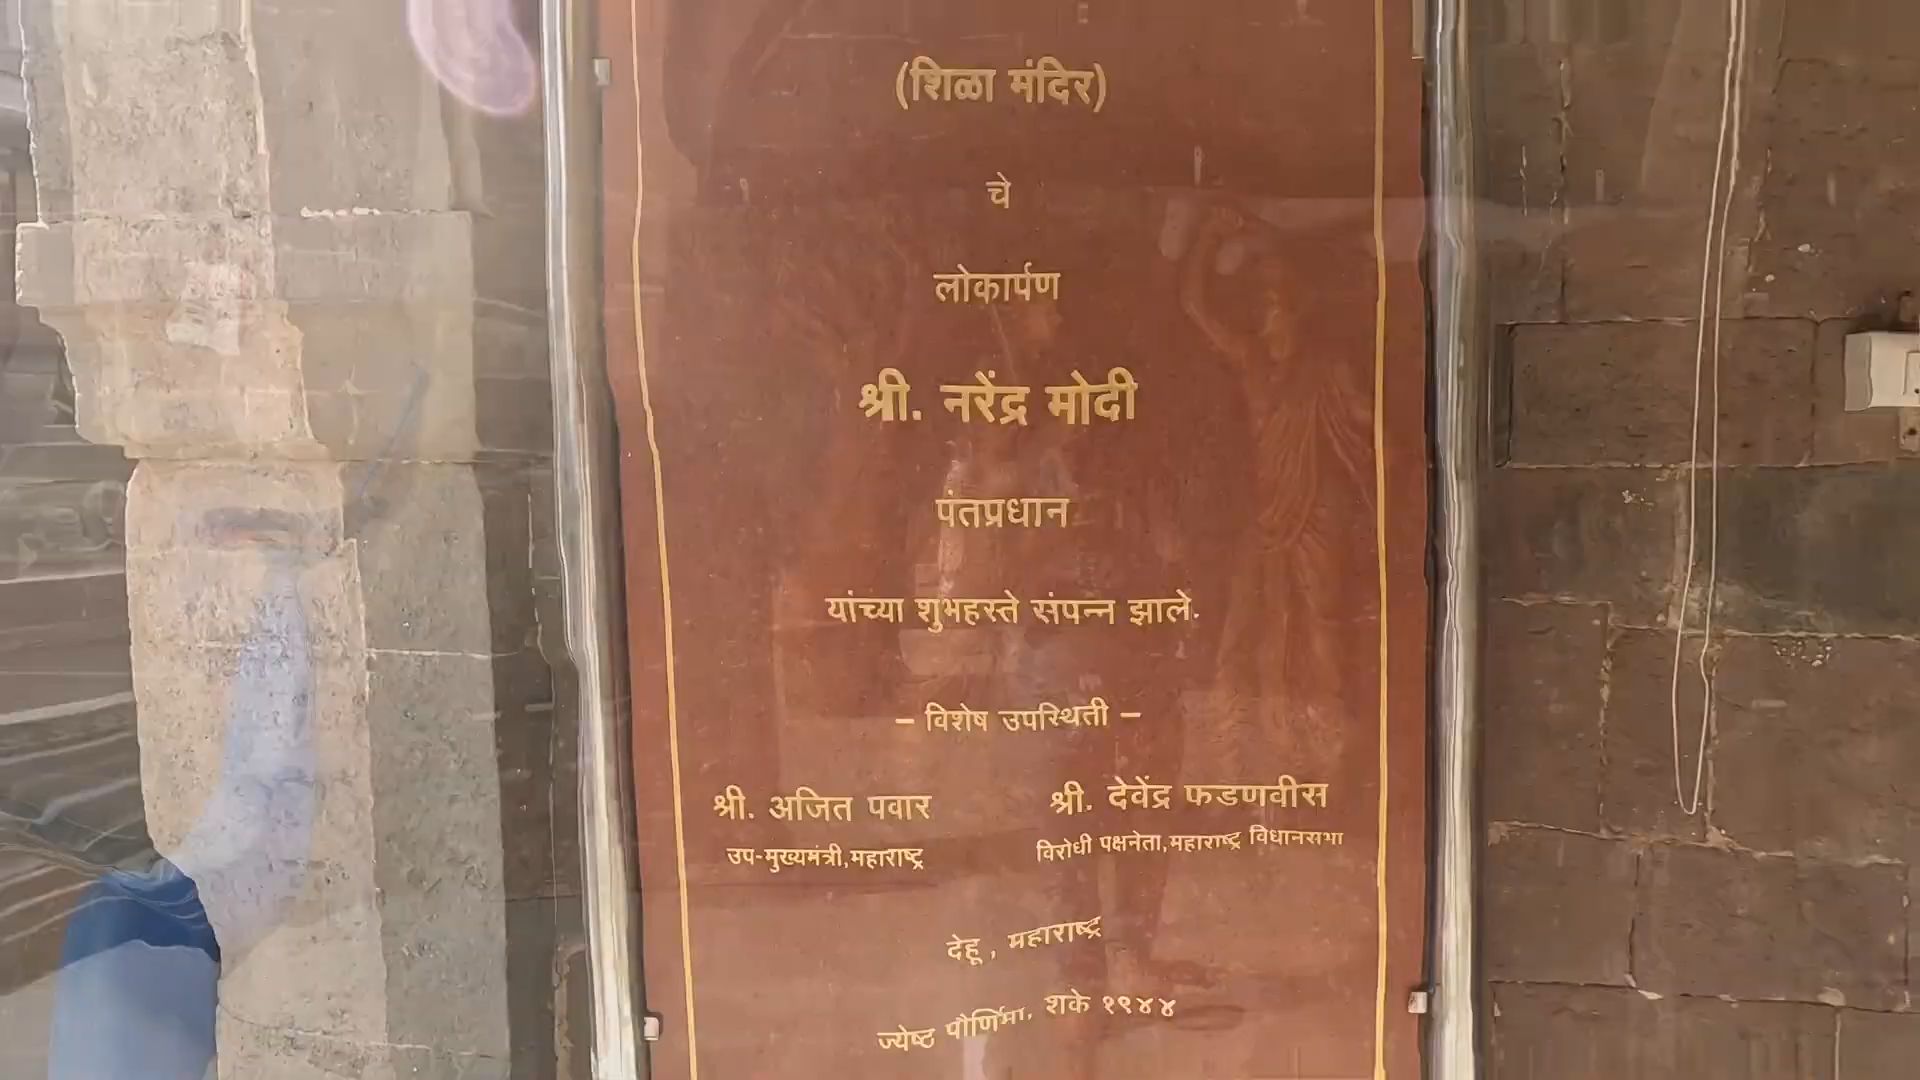 (शिळा मंदिर)
चे
लोकार्पण
श्री. नरेंद्र मोदी
पंतप्रधान
यांच्या शुभहस्ते संपन्न झाले.
– विशेष उपस्थिती –
श्री. अजित पवार श्री. देवेंद्र फडणवीस
उप-मुख्यमंत्री,महाराष्ट्र विरोधी पक्षनेता,महाराष्ट्र विधानसभा
देहू, महाराष्ट्र
ज्येष्ट पौर्णिमा, शके १९४४